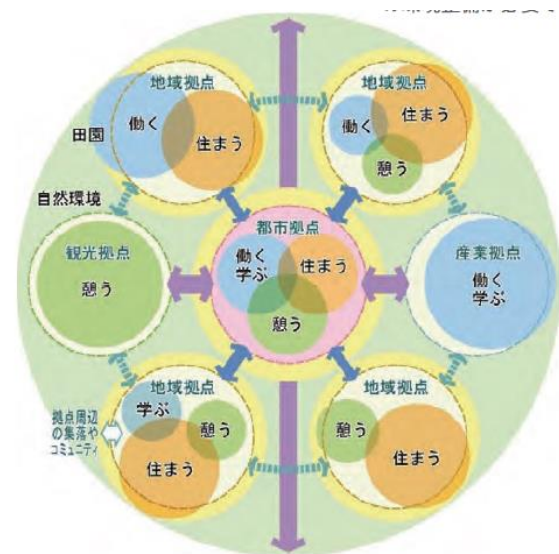 地域拠点
働く
住まう
地域拠点
働く
住まう
憩う
田園
自然環境
観光拠点
憩う
都市拠点
働く
学ぶ
住まう
憩う
産業拠点
働く
学ぶ
地域拠点
学ぶ
憩う
住まう
拠点周辺
の集落や
コミュニティ
地域拠点
憩う
住まう